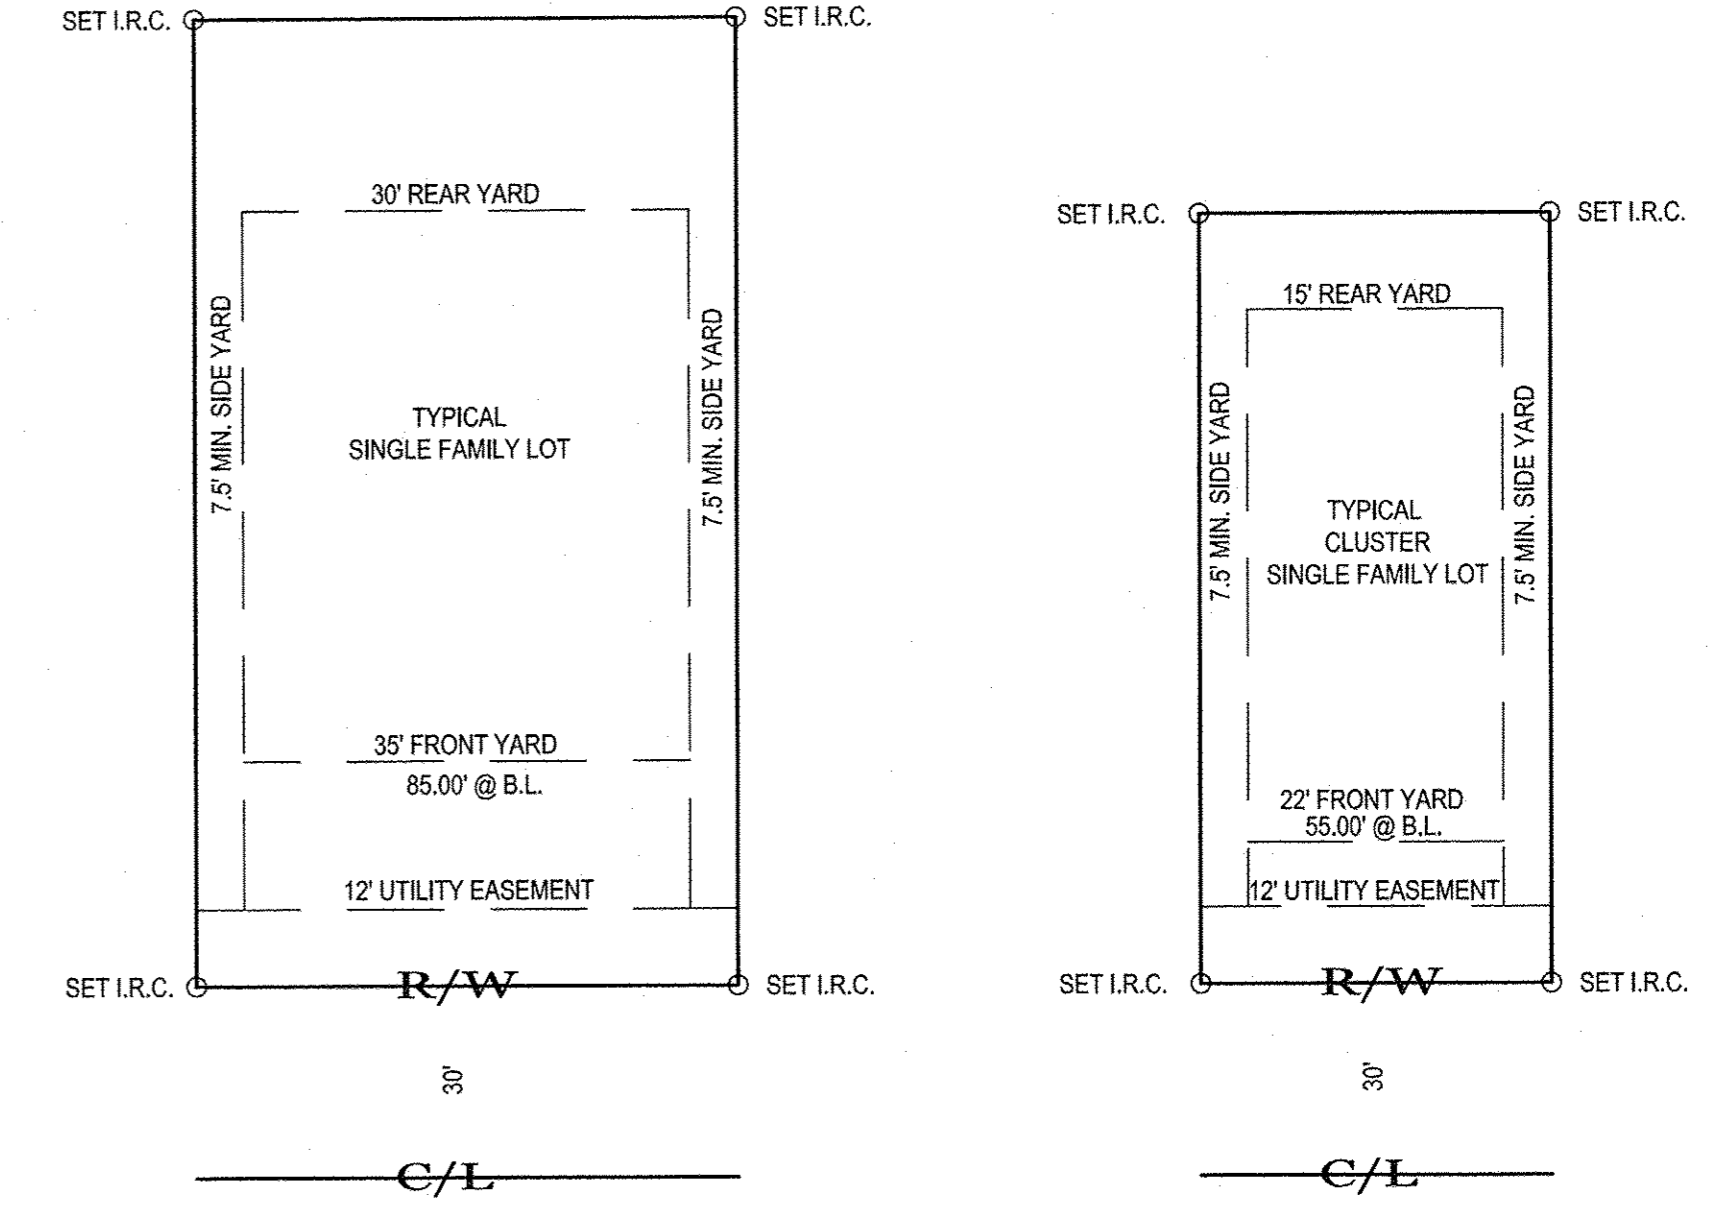 SET I.R.C.
SET I.R.C.
30' REAR YARD
7.5' MIN. SIDE YARD
7.5' MIN. SIDE YARD
TYPICAL
SINGLE FAMILY LOT
35' FRONT YARD
85.00' @ B.L.
12' UTILITY EASEMENT
SET I.R.C.
R/W
SET I.R.C.
30'
C/L
SET I.R.C.
SET I.R.C.
15' REAR YARD
7.5' MIN. SIDE YARD
7.5' MIN. SIDE YARD
TYPICAL
CLUSTER
SINGLE FAMILY LOT
22' FRONT YARD
55.00' @ B.L.
12' UTILITY EASEMENT
SET I.R.C.
R/W
SET I.R.C.
30'
C/L